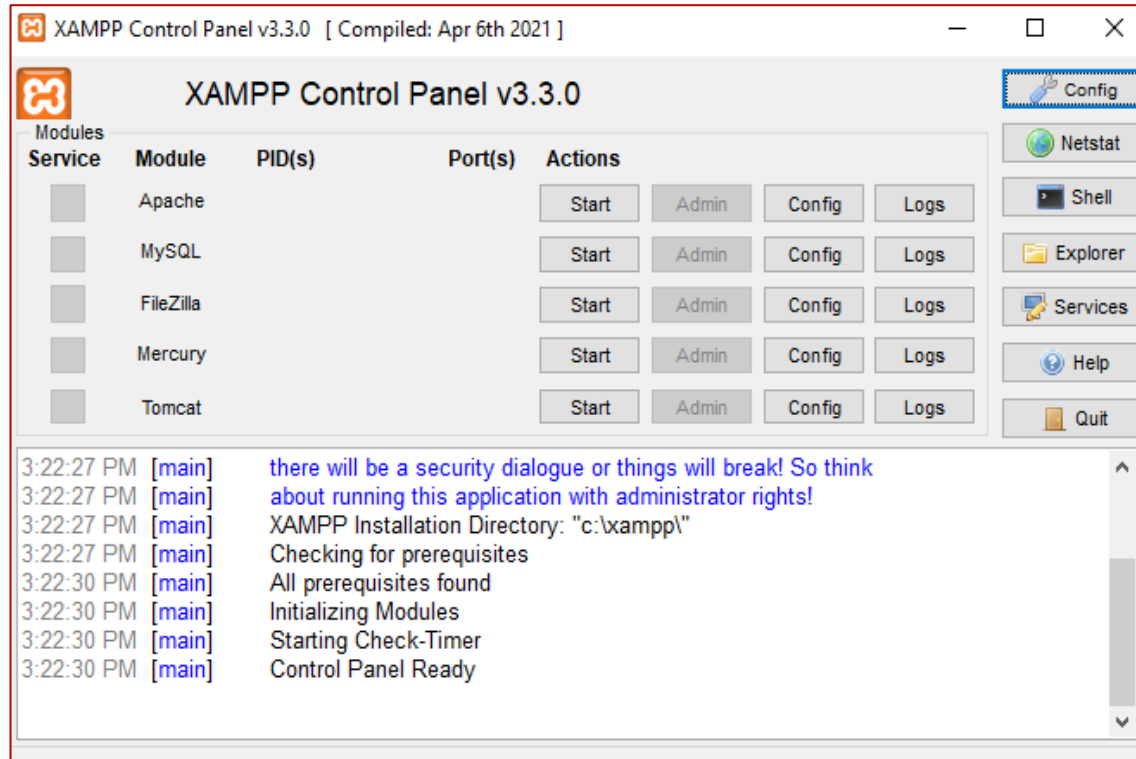 XAMPP Control Panel v3.3.0 [ Compiled: Apr 6th 2021 ]
XAMPP Control Panel v3.3.0
Config
Modules
Service Module PID(s) Port(s) Actions
Netstat
Apache Start Admin Config Logs
Shell
MySQL Start Admin Config Logs
Explorer
FileZilla Start Admin Config Logs
Services
Mercury Start Admin Config Logs
Help
Tomcat Start Admin Config Logs
Quit
3:22:27 PM [main] there will be a security dialogue or things will break! So think
3:22:27 PM [main] about running this application with administrator rights!
3:22:27 PM [main] XAMPP Installation Directory: "c:\xampp\"
3:22:27 PM [main] Checking for prerequisites
3:22:30 PM [main] All prerequisites found
3:22:30 PM [main] Initializing Modules
3:22:30 PM [main] Starting Check-Timer
3:22:30 PM [main] Control Panel Ready